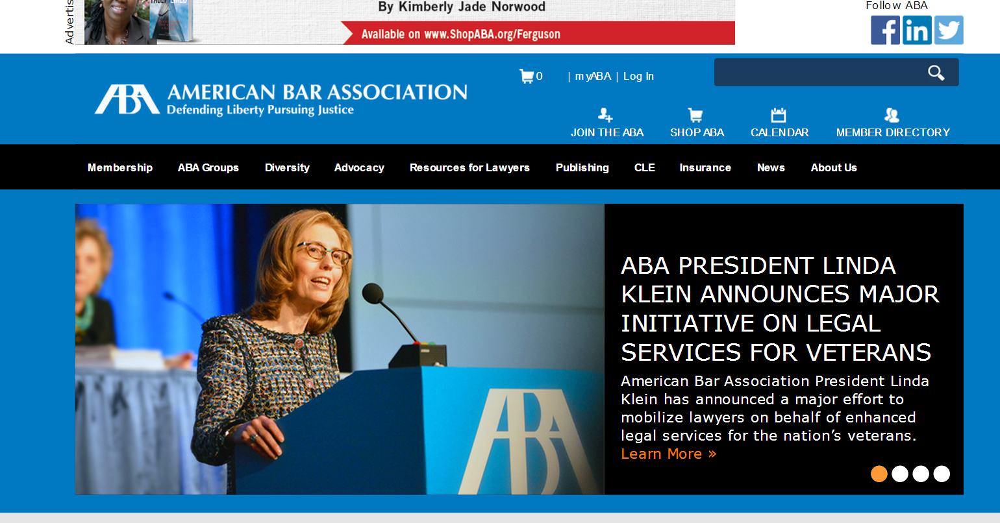 By Kimberly Jade Norwood
Available on www.ShopABA.org/Ferguson
Follow ABA
ABA
AMERICAN BAR ASSOCIATION
Defending Liberty Pursuing Justice
0 | myABA | Log In
JOIN THE ABA SHOP ABA CALENDAR MEMBER DIRECTORY
Membership ABA Groups Diversity Advocacy Resources for Lawyers Publishing CLE Insurance News About Us
ABA
ABA PRESIDENT LINDA
KLEIN ANNOUNCES MAJOR
INITIATIVE ON LEGAL
SERVICES FOR VETERANS
American Bar Association President Linda
Klein has announced a major effort to
mobilize lawyers on behalf of enhanced
legal services for the nation’s veterans.
Learn More »